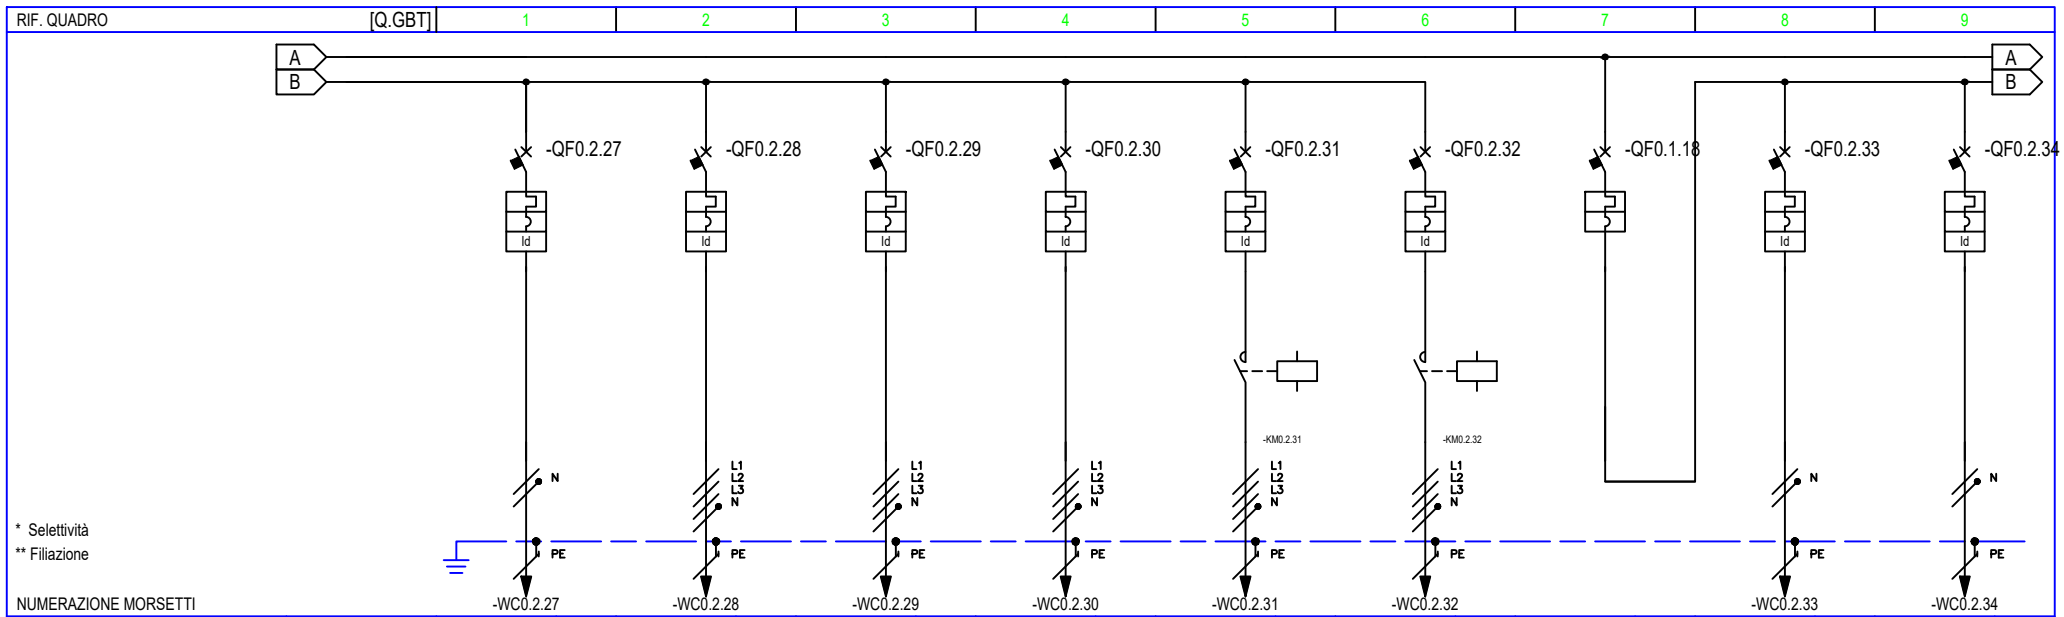 RIF. QUADRO [Q.GBT] 1 2 3 4 5 6 7 8 9
A A
B B
-QF0.2.27 -QF0.2.28 -QF0.2.29 -QF0.2.30 -QF0.2.31 -QF0.2.32 -QF0.1.18 -QF0.2.33 -QF0.2.34
Id Id Id Id Id Id Id Id
-KM0.2.31 -KM0.2.32
L1 L1 L1 L1 L1
N L2 L2 L2 L2 L2 N N
L3 L3 L3 L3 L3
N N N N N
* Selettività
** Filiazione
PE PE PE PE PE PE PE
NUMERAZIONE MORSETTI -WC0.2.27 -WC0.2.28 -WC0.2.29 -WC0.2.30 -WC0.2.31 -WC0.2.32 -WC0.2.33 -WC0.2.34